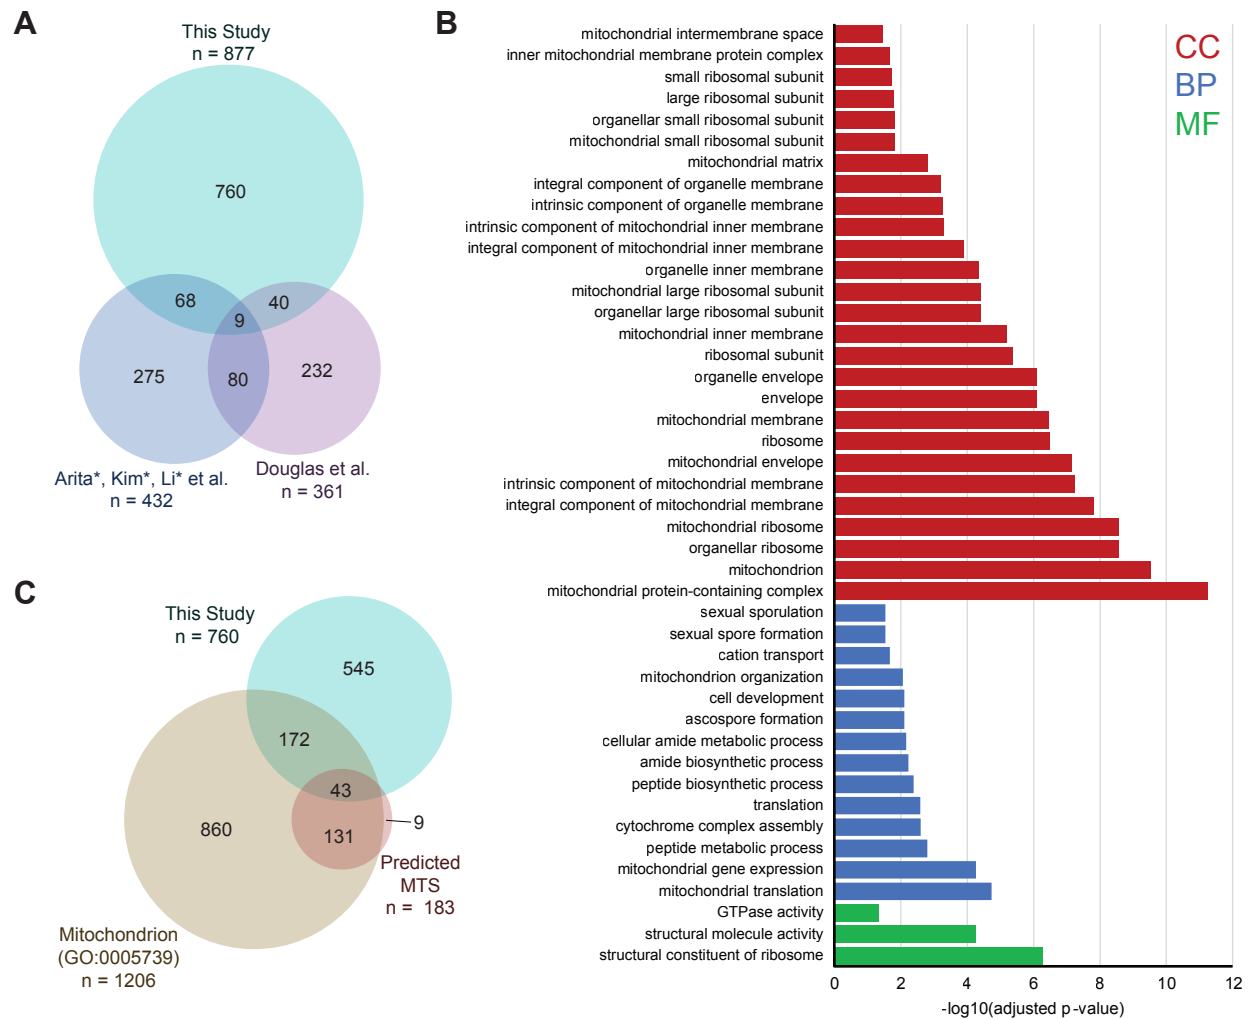 A
This Study
n = 877
760
68
40
9
275
80
232
Arita*, Kim*, Li* et al.
n = 432
Douglas et al.
n = 361
B
mitochondrial intermembrane space
inner mitochondrial membrane protein complex
small ribosomal subunit
large ribosomal subunit
organellar small ribosomal subunit
mitochondrial small ribosomal subunit
mitochondrial matrix
integral component of organelle membrane
intrinsic component of organelle membrane
intrinsic component of mitochondrial inner membrane
integral component of mitochondrial inner membrane
organelle inner membrane
mitochondrial large ribosomal subunit
organellar large ribosomal subunit
mitochondrial inner membrane
ribosomal subunit
organelle envelope
envelope
mitochondrial membrane
ribosome
mitochondrial envelope
intrinsic component of mitochondrial membrane
integral component of mitochondrial membrane
mitochondrial ribosome
organellar ribosome
mitochondrion
mitochondrial protein-containing complex
sexual sporulation
sexual spore formation
cation transport
mitochondrion organization
cell development
ascospore formation
cellular amide metabolic process
amide biosynthetic process
peptide biosynthetic process
translation
cytochrome complex assembly
peptide metabolic process
mitochondrial gene expression
mitochondrial translation
GTPase activity
structural molecule activity
structural constituent of ribosome
CC
BP
MF
0 2 4 6 8 10 12
-log10(adjusted p-value)
C
This Study
n = 760
545
172
43
9
860
131
Predicted
MTS
n = 183
Mitochondrion
(GO:0005739)
n = 1206